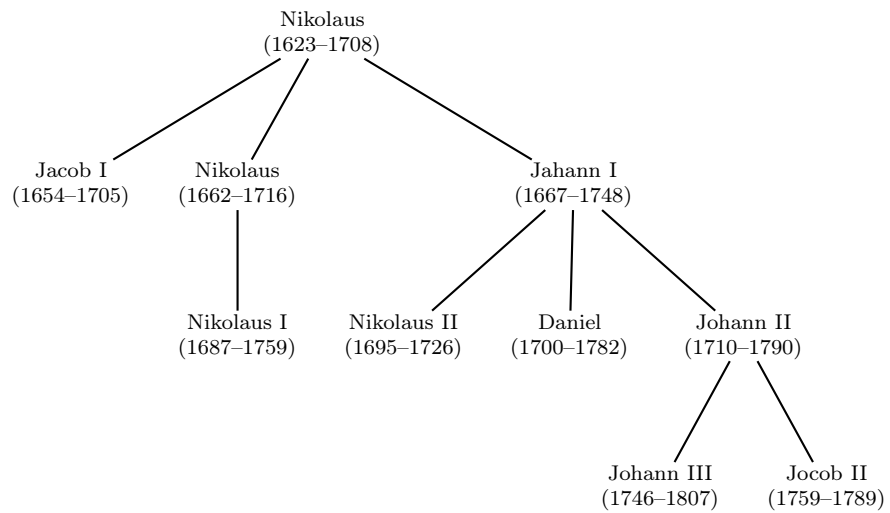 Nikolaus
(1623–1708)
Jacob I
(1654–1705)
Nikolaus
(1662–1716)
Jahann I
(1667–1748)
Nikolaus I
(1687–1759)
Nikolaus II
(1695–1726)
Daniel
(1700–1782)
Johann II
(1710–1790)
Johann III
(1746–1807)
Jocob II
(1759–1789)